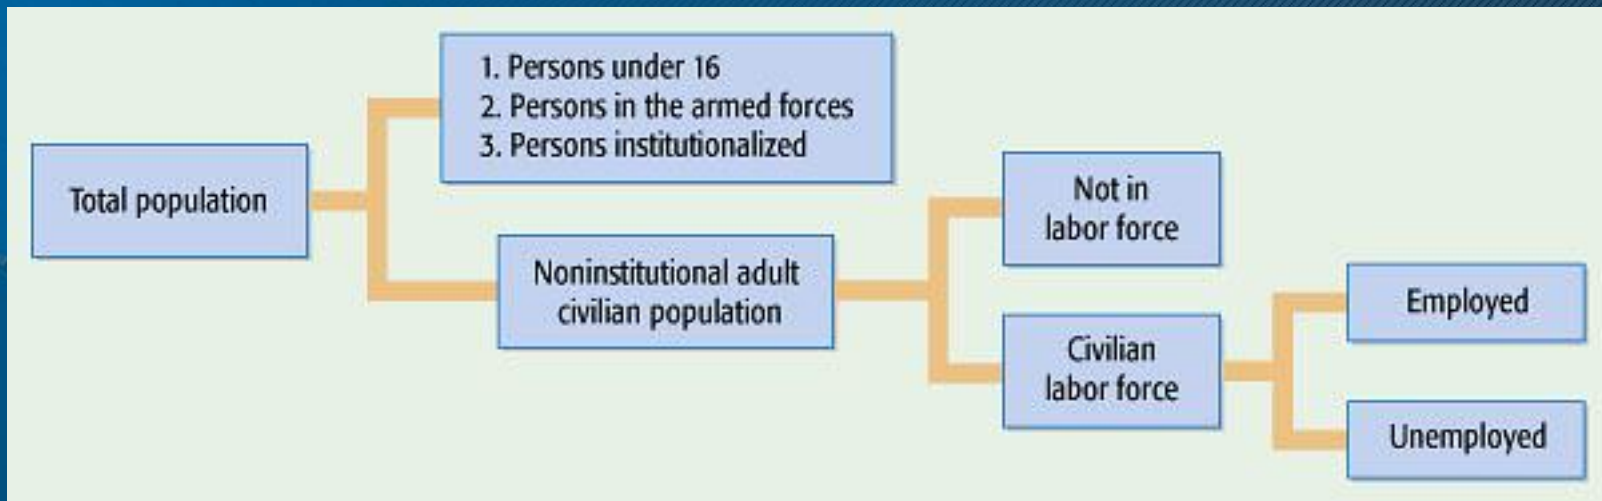 Total population
1. Persons under 16
2. Persons in the armed forces
3. Persons institutionalized
Noninstitutional adult
civilian population
Not in
labor force
Civilian
labor force
Employed
Unemployed